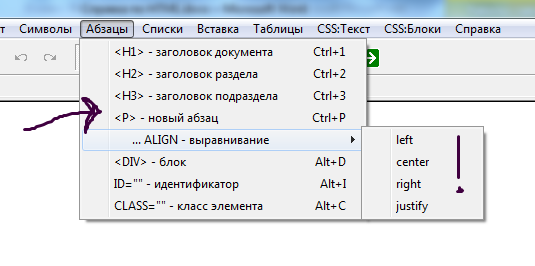 Символы Абзацы Списки Вставка Таблицы CSS:Текст CSS:Блоки Справка
<H1> - заголовок документа Ctrl+1
<H2> - заголовок раздела Ctrl+2
<H3> - заголовок подраздела Ctrl+3
<P> - новый абзац Ctrl+P
... ALIGN - выравнивание left
<DIV> - блок Alt+D center
ID="" - идентификатор Alt+I right
CLASS="" - класс элемента Alt+C justify